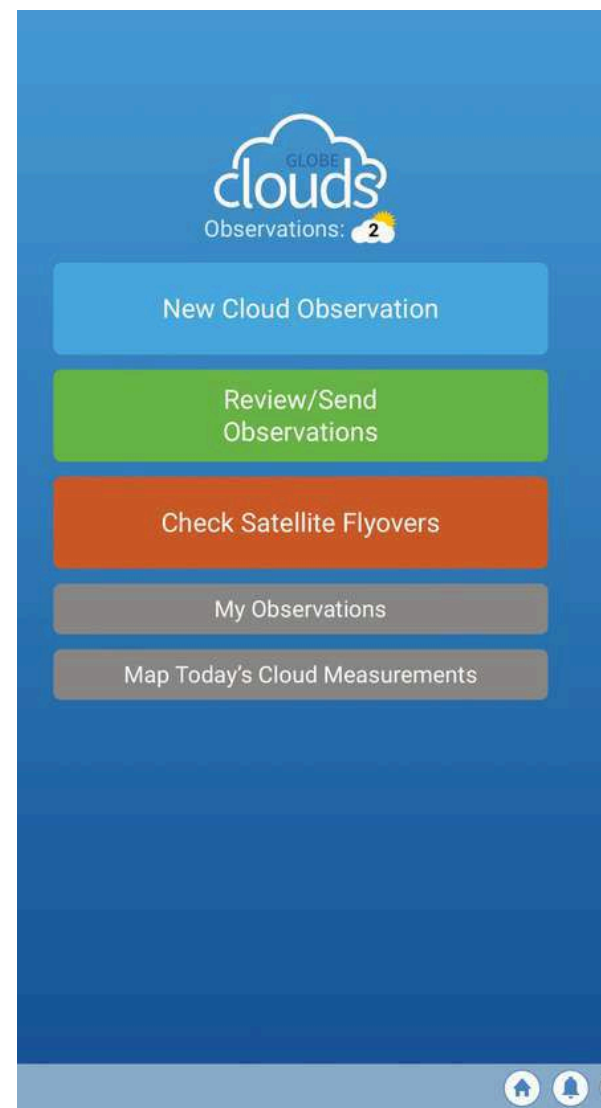 GLOBE
clouds
Observations: 2
New Cloud Observation
Review/Send
Observations
Check Satellite Flyovers
My Observations
Map Today's Cloud Measurements